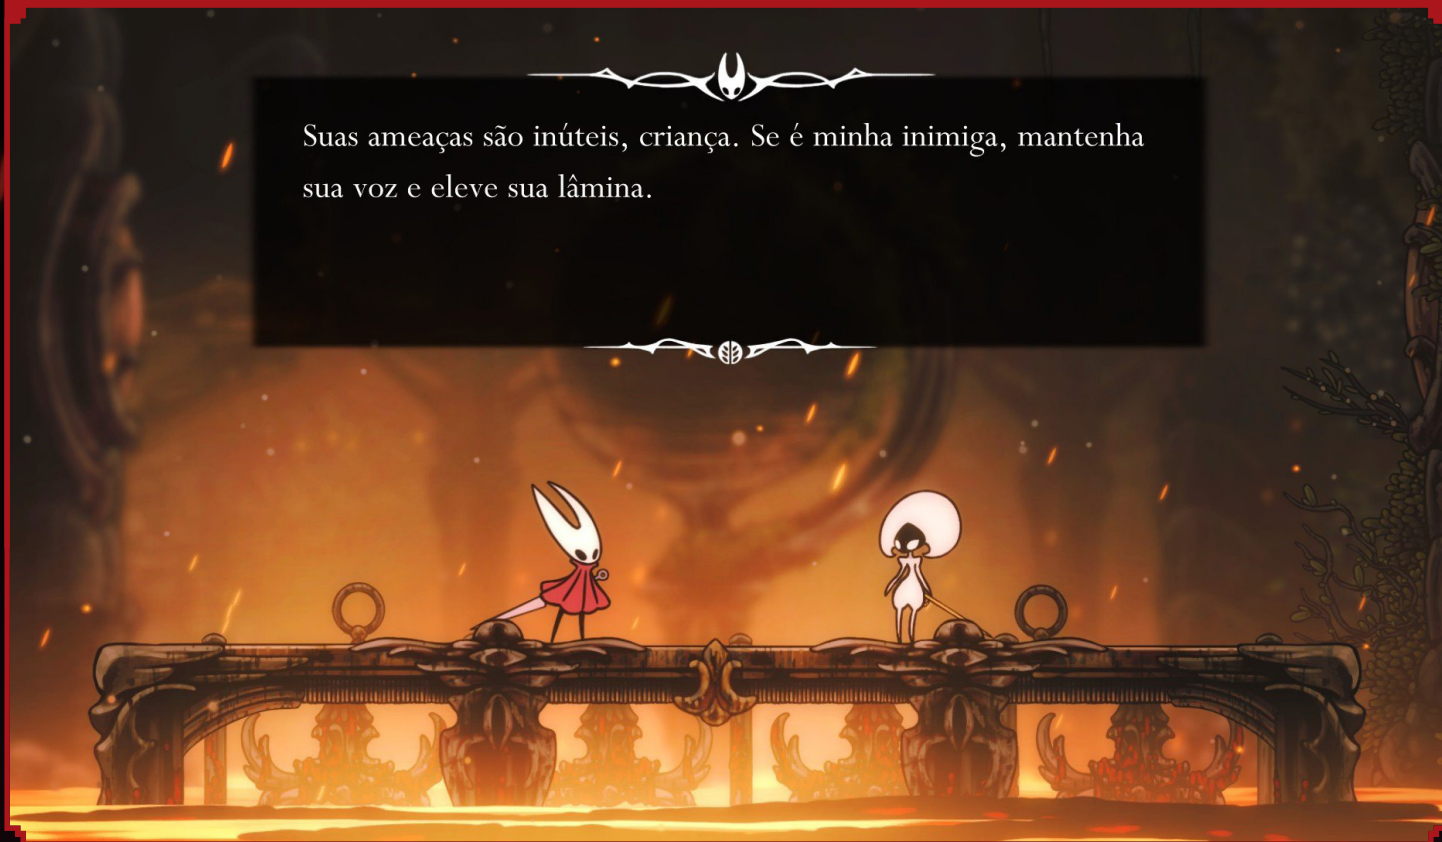 Suas ameaças são inúteis, criança. Se é minha inimiga, mantenha
sua voz e eleve sua lâmina.